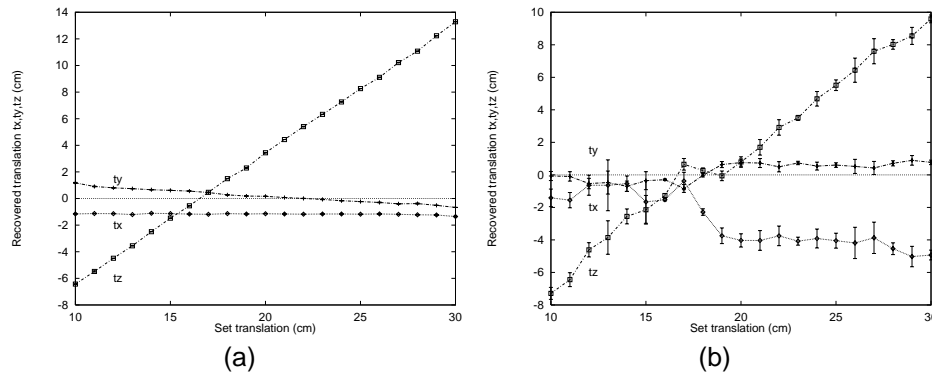 14
12
10
8
6
4
2
0
-2
-4
-6
-8
10
15
20
25
30
Recovered translation tx,ty,tz (cm)
Set translation (cm)
ty
tx
tz
(a)
10
8
6
4
2
0
-2
-4
-6
-8
10
15
20
25
30
Recovered translation tx,ty,tz (cm)
Set translation (cm)
ty
tx
tz
(b)